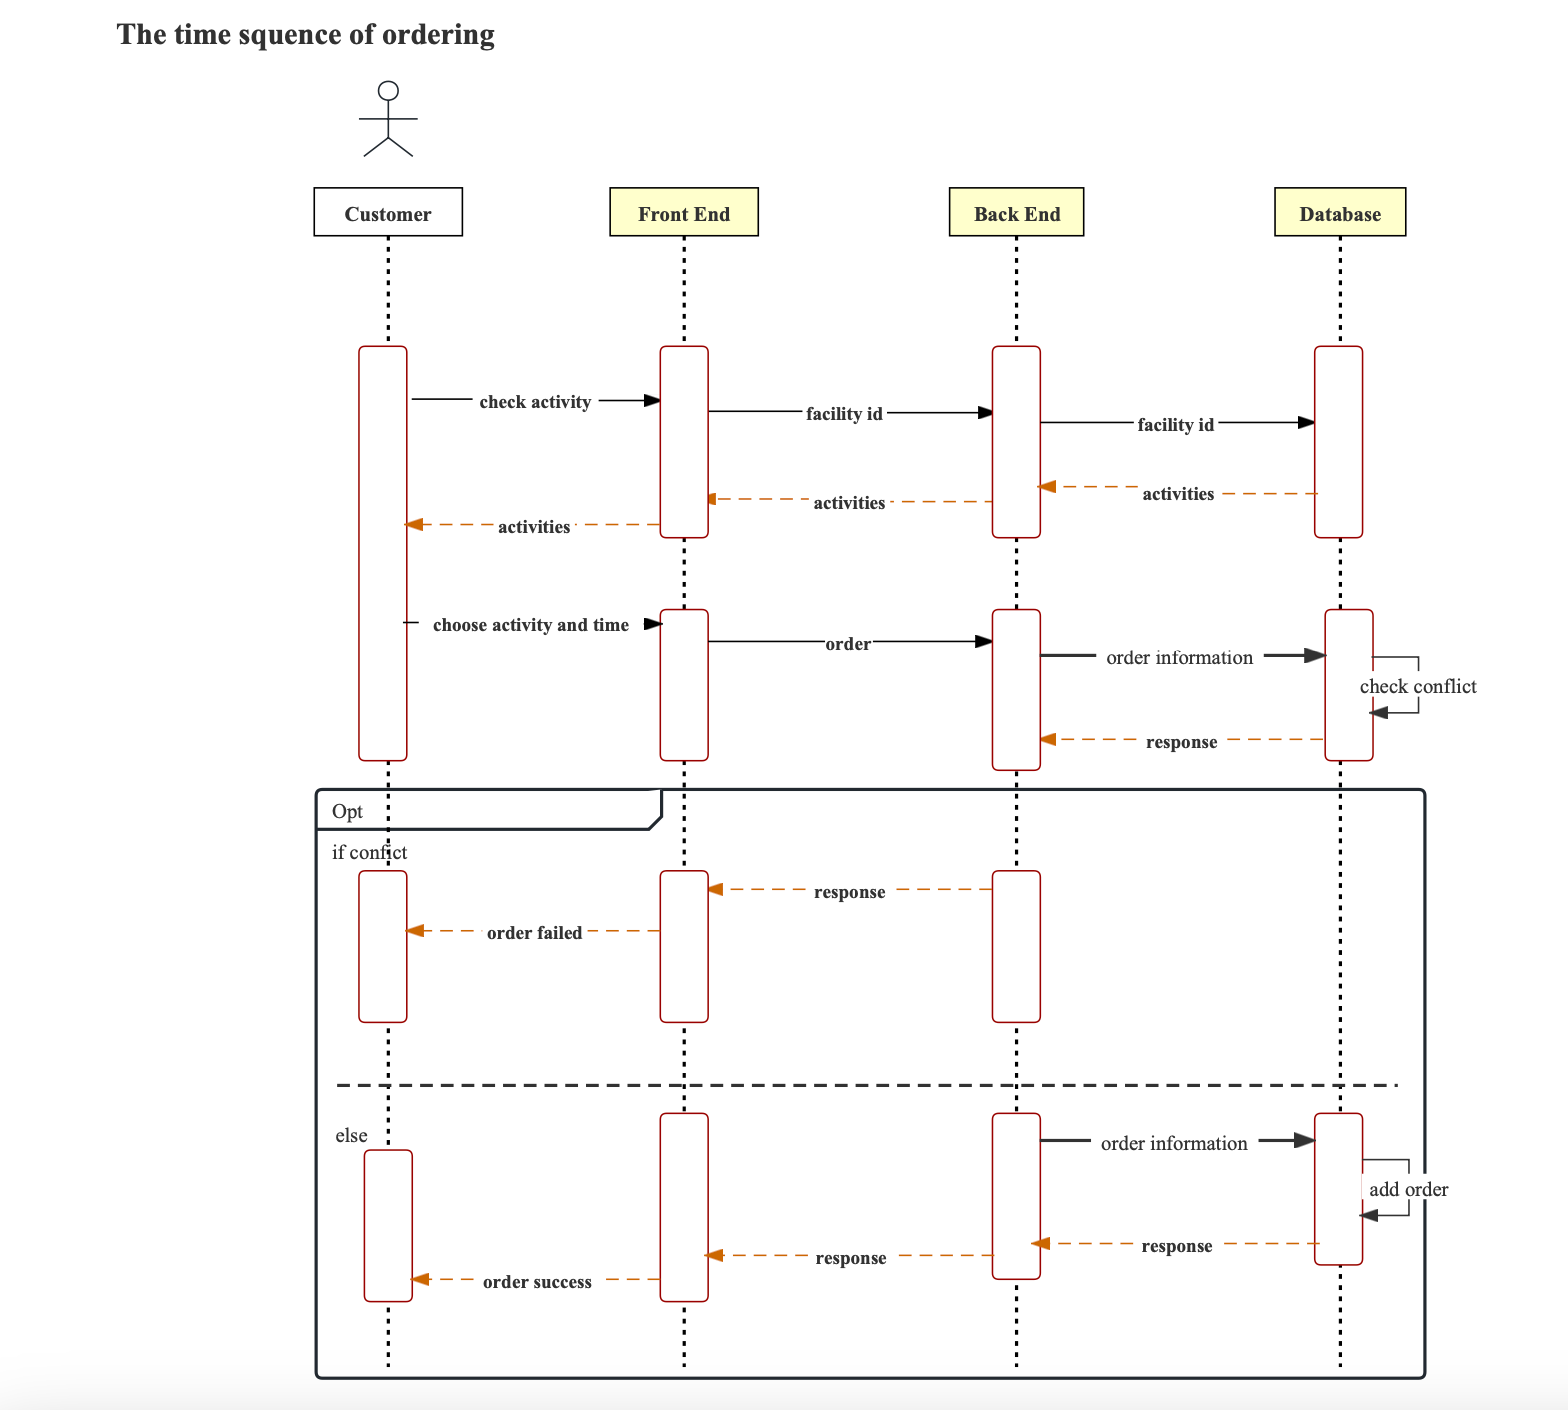 The time squence of ordering
Customer
Front End
Back End
Database
check activity
facility id
facility id
activities
activities
activities
choose activity and time
order
order information
check conflict
response
Opt
if confict
response
order failed
else
order information
add order
response
response
order success